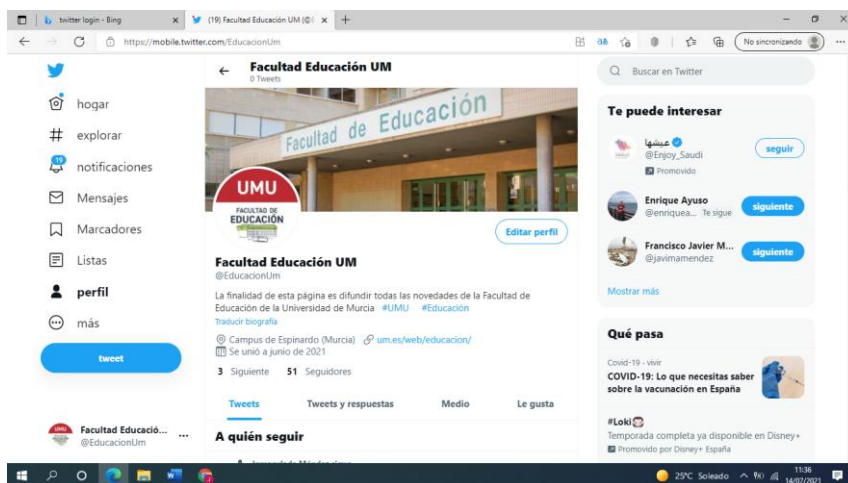 twitter login - Bing
(19) Facultad Educación UM (@E
https://mobile.twitter.com/EducacionUm
No sincronizando
hogar
explorar
19
notificaciones
Mensajes
Marcadores
Listas
perfil
más
tweet
Facultad Educació...
@EducacionUm
Facultad Educación UM
0 Tweets
Facultad de Educación
UMU
FACULTAD DE
EDUCACIÓN
Editar perfil
Facultad Educación UM
@EducacionUm
La finalidad de esta página es difundir todas las novedades de la Facultad de
Educación de la Universidad de Murcia #UMU #Educación
Traducir biografía
Campus de Espinardo (Murcia) um.es/web/educacion/
Se unió a junio de 2021
3 Siguiente 51 Seguidores
Tweets Tweets y respuestas Medio Le gusta
A quién seguir
Buscar en Twitter
Te puede interesar
عيشها
@Enjoy_Saudi
seguir
Promovido
Enrique Ayuso
@enriquea... Te sigue
siguiente
Francisco Javier M...
@javimamendez
siguiente
Mostrar más
Qué pasa
Covid-19 - vivir
COVID-19: Lo que necesitas saber
sobre la vacunación en España
#Loki
Temporada completa ya disponible en Disney+
Promovido por Disney+ España
25°C Soleado
11:36
14/07/2021